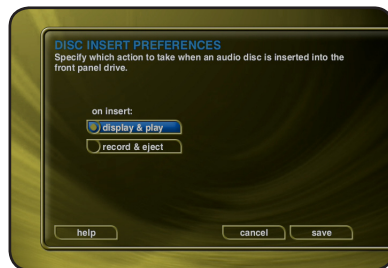 DISC INSERT PREFERENCES
Specify which action to take when an audio disc is inserted into the
front panel drive.
on insert:
display & play
record & eject
help
cancel
save